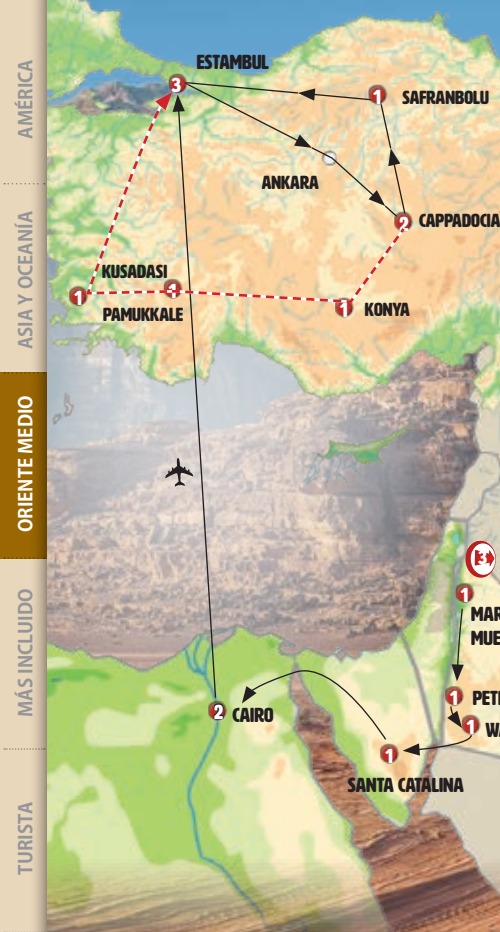 AMÉRICA
ASIA Y OCEANÍA
ORIENTE MEDIO
MÁS INCLUIDO
TURISTA
ESTAMBUL
3
1
SAFRANBOLU
ANKARA
2
CAPPADOCIA
KUSADASI
1
1
PAMUKKALE
1
KONYA
3
1
MAR
MUE
1
PET
1
WA
2
CAIRO
1
SANTA CATALINA